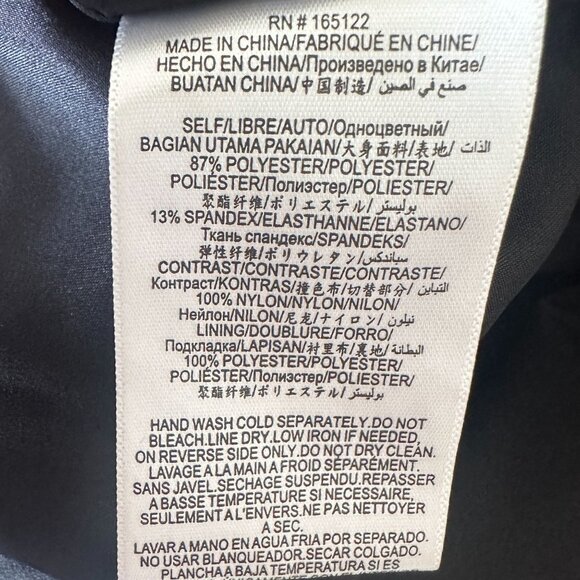 RN # 165122
MADE IN CHINA/FABRIQUÉ EN CHINE/
HECHO EN CHINA/Произведено в Китае/
BUATAN CHINA/中国制造/ صنع في الصين
SELF/LIBRE/AUTO/Одноцветный/
BAGIAN UTAMA PAKAIAN/大身面料/表地/ الذات
87% POLYESTER/POLYESTER/
POLIÉSTER/Полиэстер/POLIESTER/
聚酯纤维/ポリエステル/بوليستر
13% SPANDEX/ELASTHANNE/ELASTANO/
Ткань спандекс/SPANDEKS/
弹性纤维/ポリウレタン/سباندكس
CONTRAST/CONTRASTE/CONTRASTE/
Контраст/KONTRAS/撞色布/切替部分/ التباين
100% NYLON/NYLON/NILON/
Нейлон/NILON/尼龙/ナイロン/ نيلون
LINING/DOUBLURE/FORRO/
Подкладка/LAPISAN/衬里布/裏地/ البطانة
100% POLYESTER/POLYESTER/
POLIÉSTER/Полиэстер/POLIESTER/
聚酯纤维/ポリエステル/بوليستر
HAND WASH COLD SEPARATELY.DO NOT
BLEACH.LINE DRY.LOW IRON IF NEEDED,
ON REVERSE SIDE ONLY.DO NOT DRY CLEAN.
LAVAGE A LA MAIN A FROID SÉPARÉMENT.
SANS JAVEL.SECHAGE SUSPENDU.REPASSER
A BASSE TEMPERATURE SI NECESSAIRE,
SEULEMENT A L'ENVERS.NE PAS NETTOYER
A SEC.
LAVAR A MANO EN AGUA FRIA POR SEPARADO.
NO USAR BLANQUEADOR.SECAR COLGADO.
PLANCHA TIBIA/BAJA TEMPERATURA SI ES